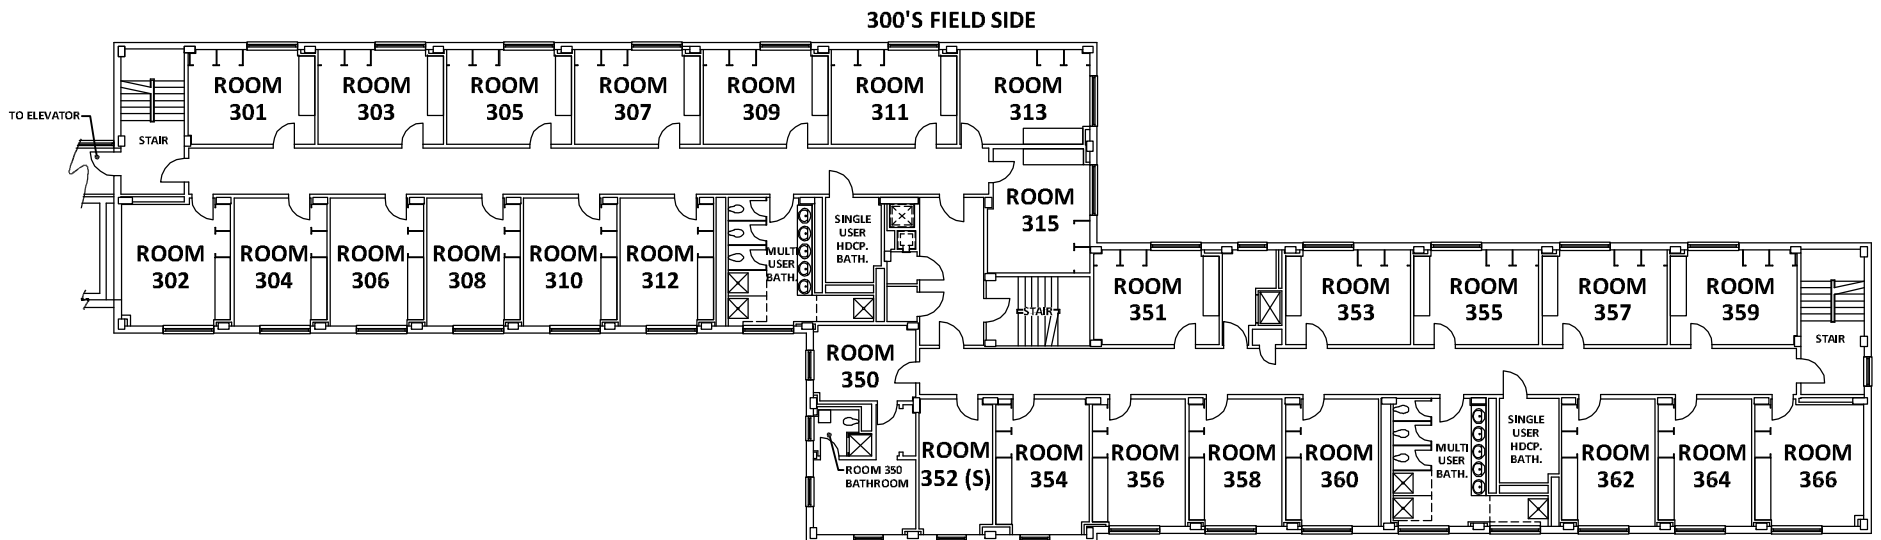 300'S FIELD SIDE
ROOM
301
ROOM
303
ROOM
305
ROOM
307
ROOM
309
ROOM
311
ROOM
313
TO ELEVATOR
STAIR
ROOM
315
ROOM
302
ROOM
304
ROOM
306
ROOM
308
ROOM
310
ROOM
312
MULTI
USER
BATH.
SINGLE
USER
HDCP.
BATH.
STAIR
ROOM
351
ROOM
353
ROOM
355
ROOM
357
ROOM
359
STAIR
ROOM
350
ROOM 350
BATHROOM
ROOM
352 (S)
ROOM
354
ROOM
356
ROOM
358
ROOM
360
MULTI
USER
BATH.
SINGLE
USER
HDCP.
BATH.
ROOM
362
ROOM
364
ROOM
366